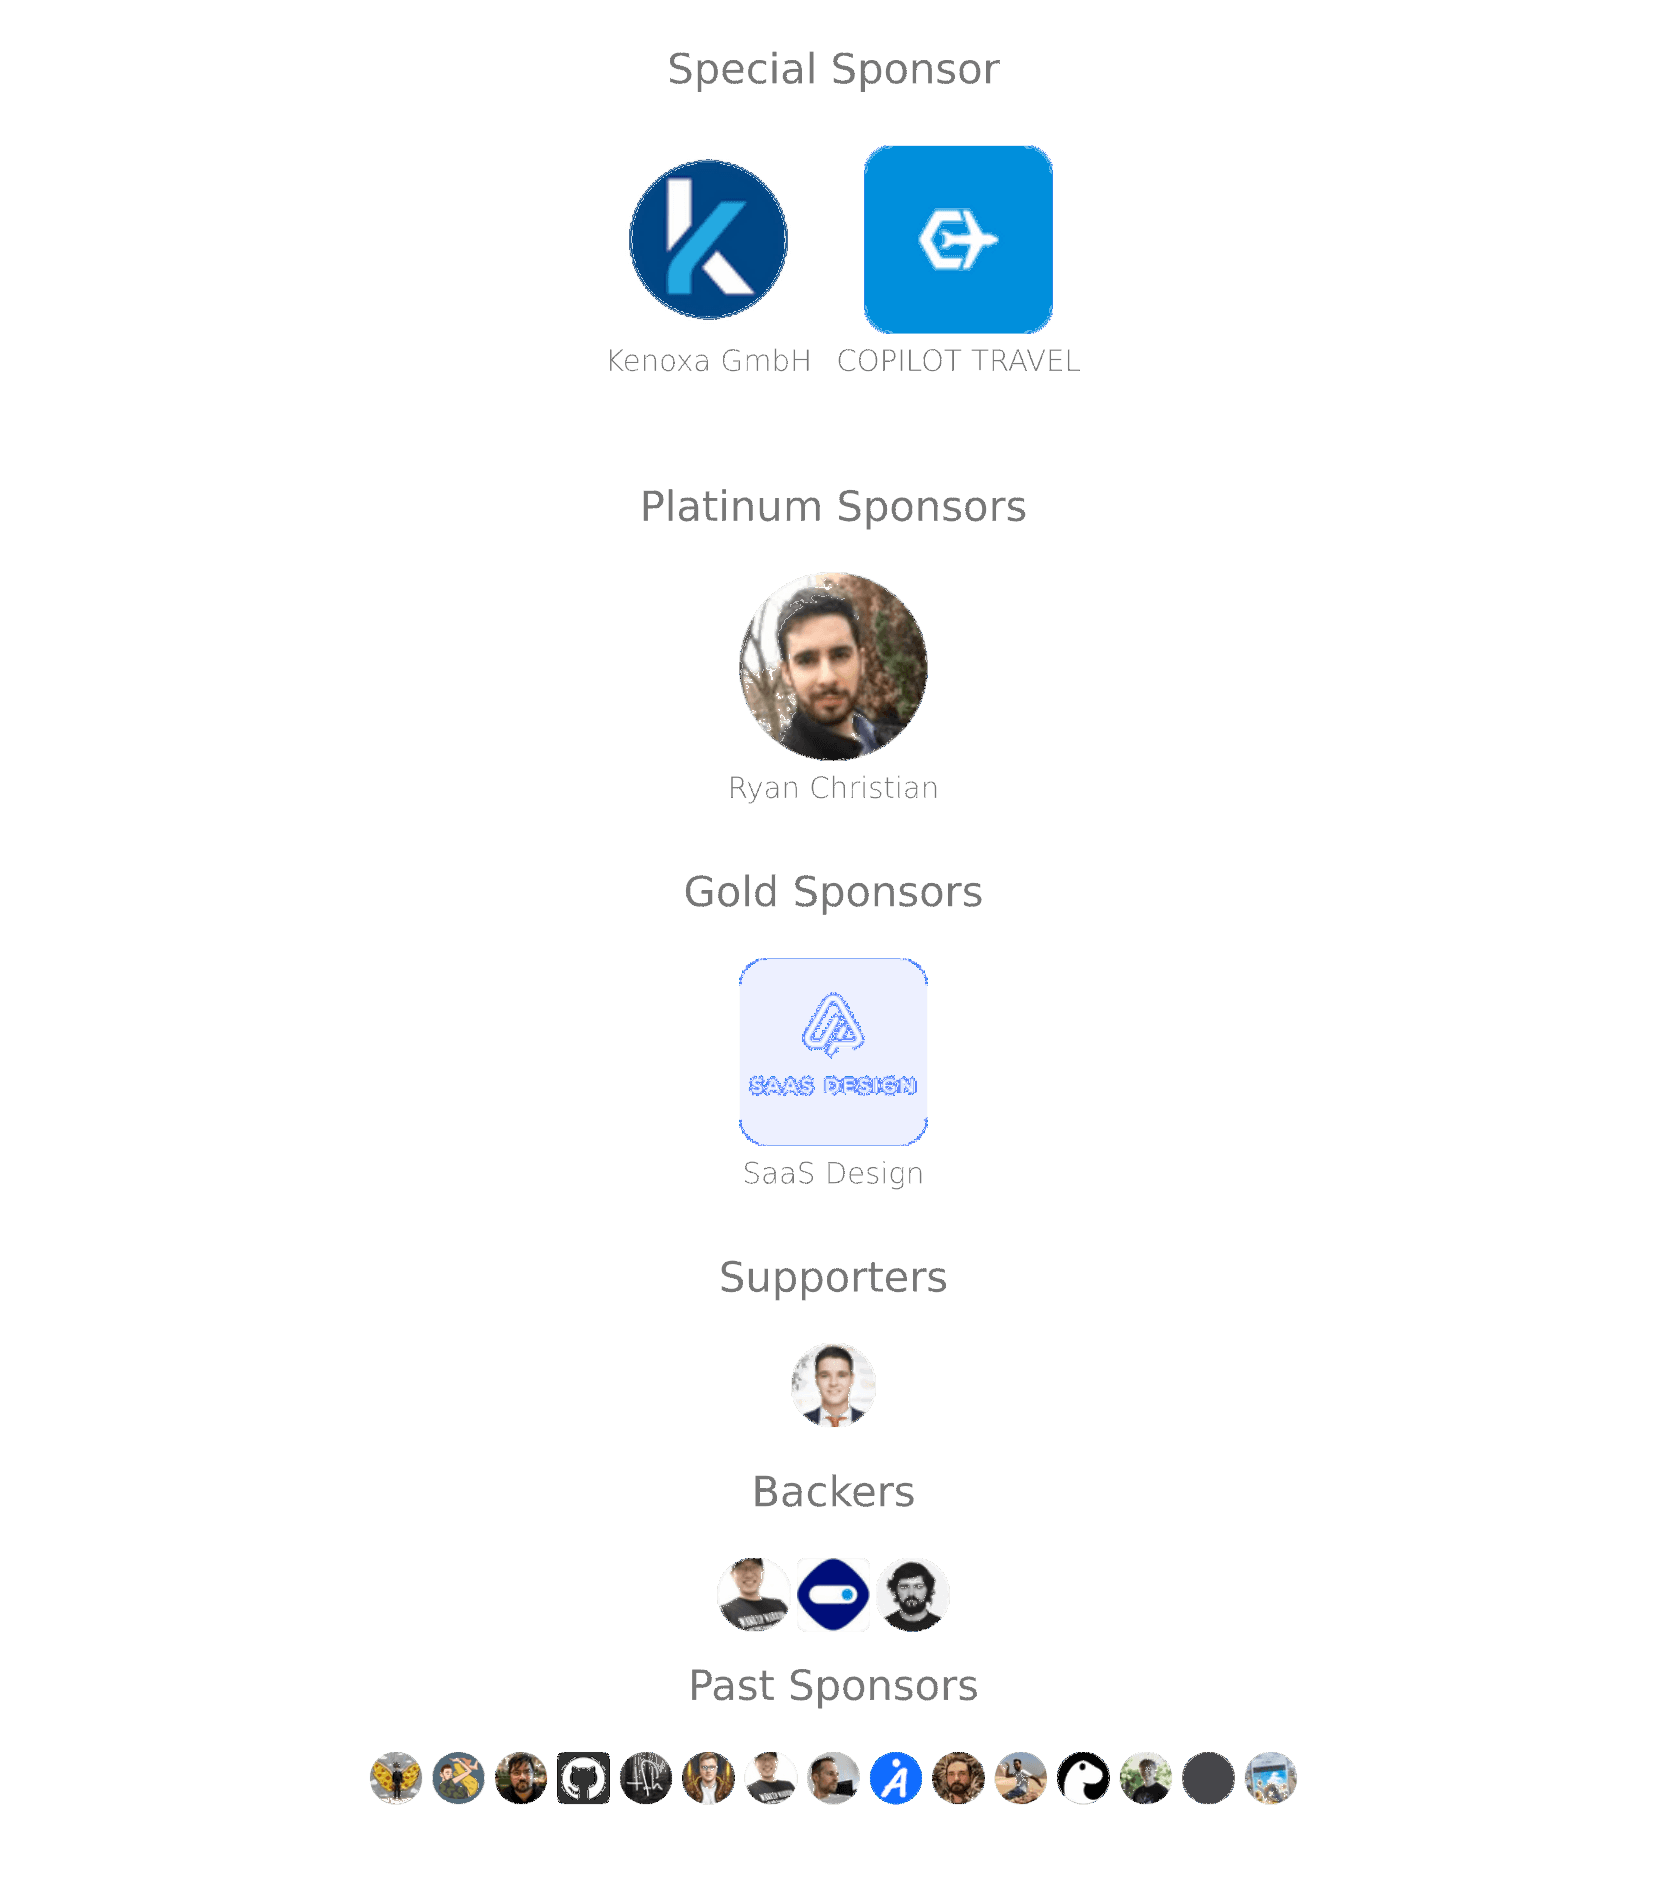 Special Sponsor
Kenoxa GmbH COPILOT TRAVEL
Platinum Sponsors
Ryan Christian
Gold Sponsors
SAAS DESIGN
SaaS Design
Supporters
Backers
Past Sponsors